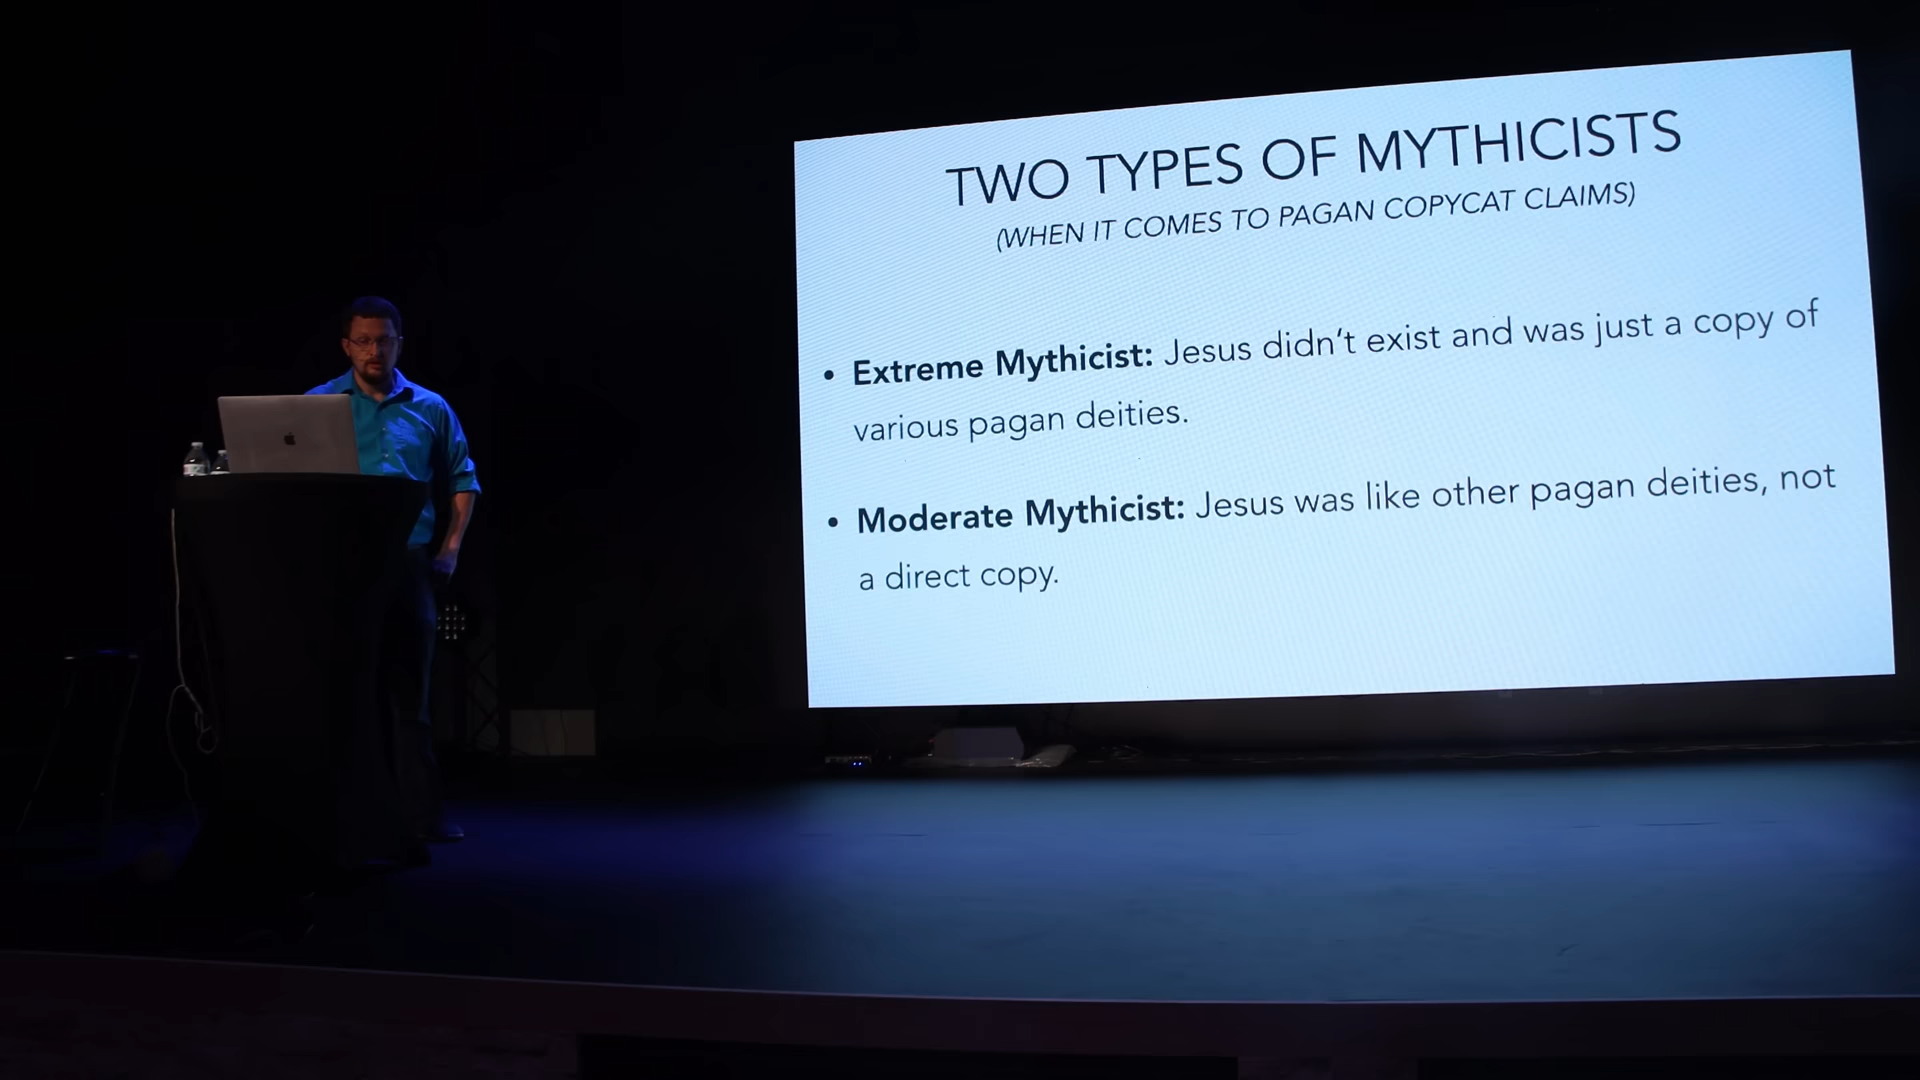 TWO TYPES OF MYTHICISTS
(WHEN IT COMES TO PAGAN COPYCAT CLAIMS)
• Extreme Mythicist: Jesus didn't exist and was just a copy of
various pagan deities.
• Moderate Mythicist: Jesus was like other pagan deities, not
a direct copy.